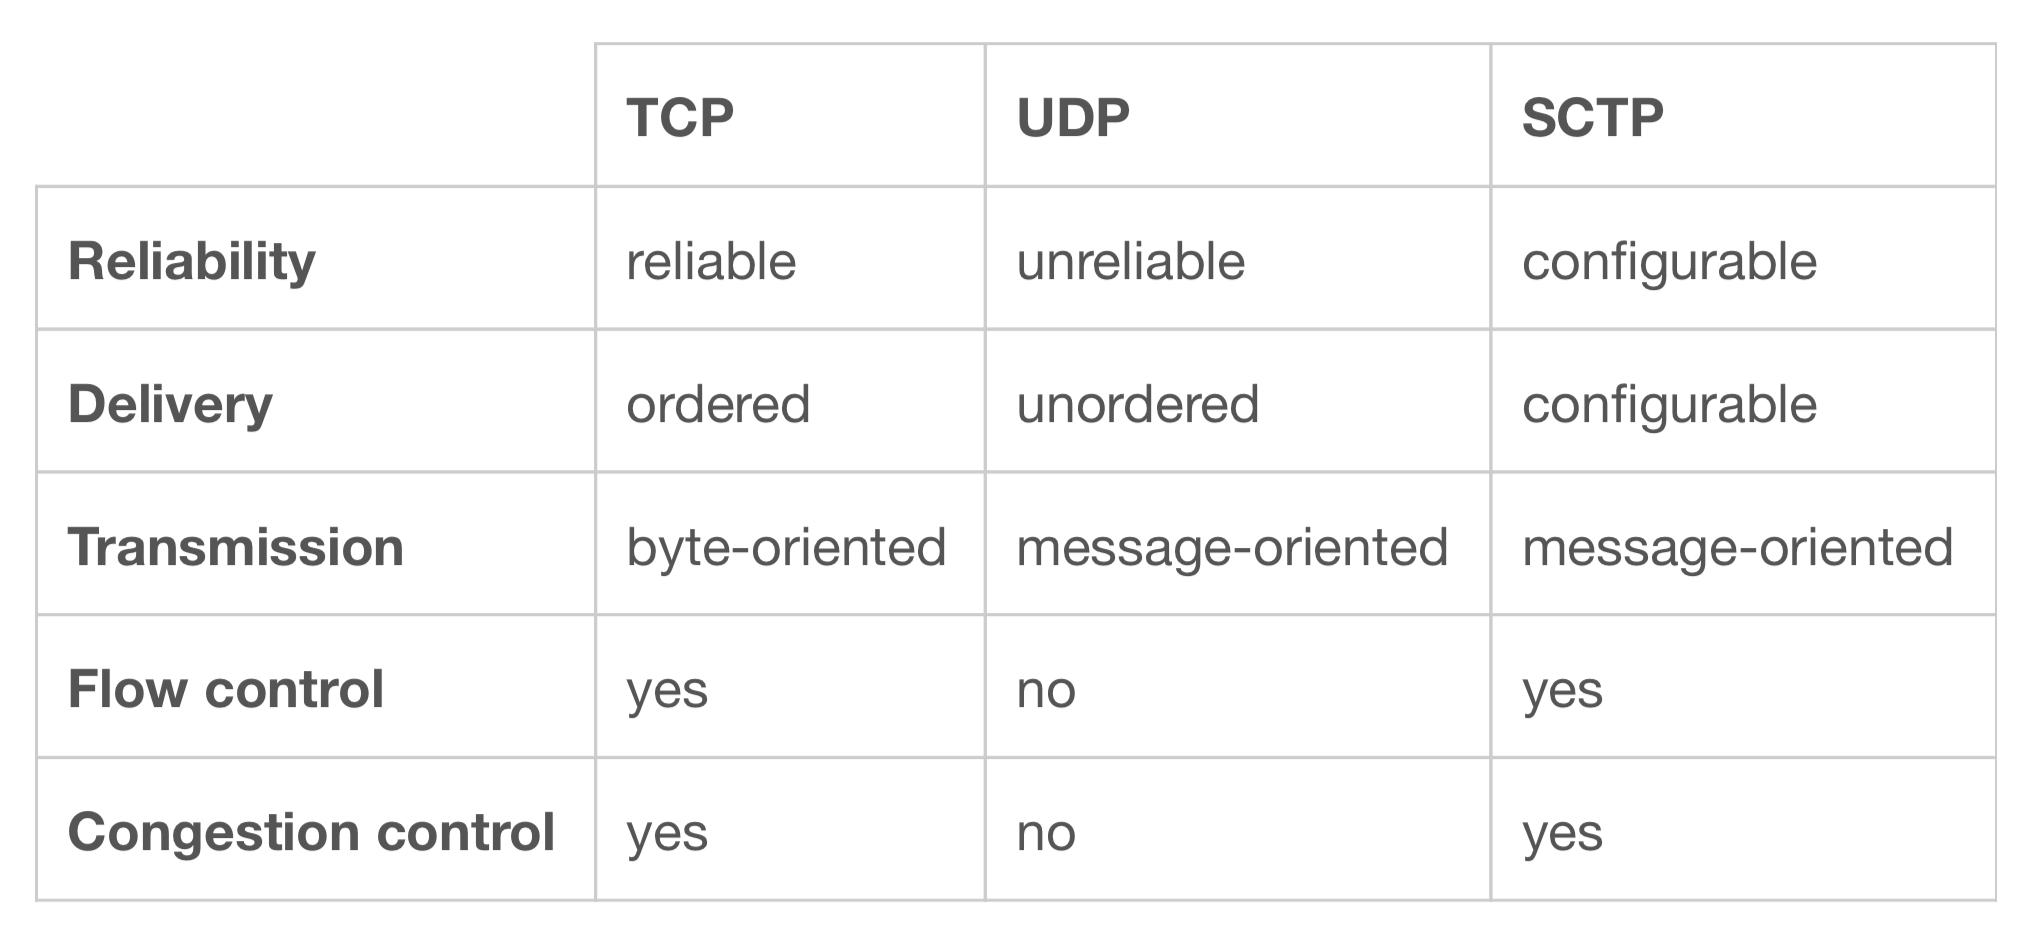 TCP UDP SCTP
Reliability reliable unreliable configurable
Delivery ordered unordered configurable
Transmission byte-oriented message-oriented message-oriented
Flow control yes no yes
Congestion control yes no yes